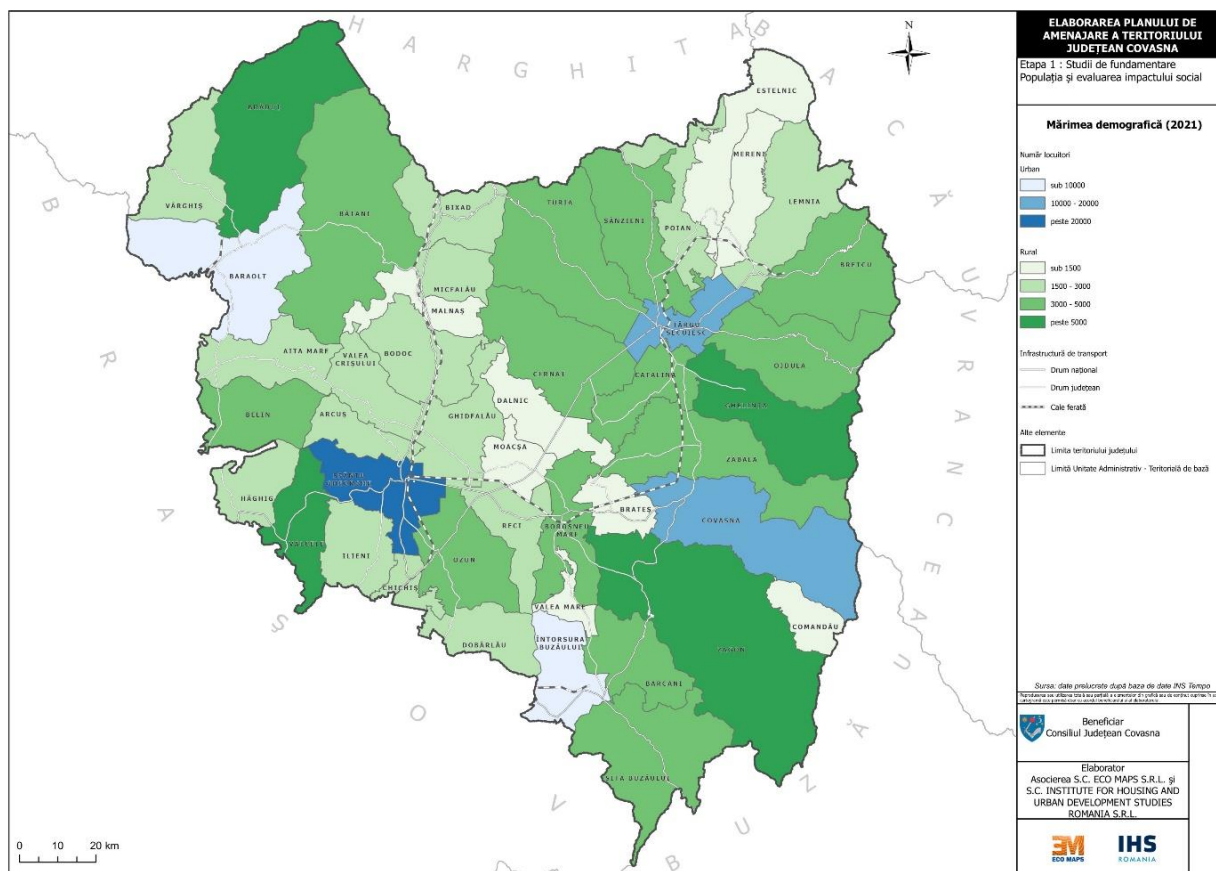 HARGHITA
BACĂU
VRANCEA
BUZĂU
BRAȘOV
N
ESTELNIC
MERENI
LEMNIA
VÂRGHIȘ
BĂȚANI
BIXAD
TURIA
SÂNZIENI
POIAN
BREȚCU
BARAOLT
MICFALĂU
MALNAȘ
TÂRGU
SECUIESC
AITA MARE
VALEA
CRIȘULUI
BODOC
CERNAT
CATALINA
OJDULA
BELIN
ARCUȘ
GHIDFALĂU
DALNIC
GHELINȚA
MOACȘA
ZABALA
HĂGHIG
BRATEȘ
COVASNA
VALCELE
ILIENI
RECI
BOROȘNEU
MARE
UZUN
CHICHIȘ
VALEA MARE
COMANDĂU
DOBÂRLĂU
ÎNTORSURA
BUZĂULUI
ZAGON
BARCANI
SITA BUZĂULUI
0 10 20 km
ELABORAREA PLANULUI DE
AMENAJARE A TERITORIULUI
JUDEȚEAN COVASNA
Etapa 1 : Studii de fundamentare
Populația și evaluarea impactului social
Mărimea demografică (2021)
Număr locuitori
Urban
sub 10000
10000 - 20000
peste 20000
Rural
sub 1500
1500 - 3000
3000 - 5000
peste 5000
Infrastructură de transport
Drum național
Drum județean
Cale ferată
Alte elemente
Limita teritoriului județului
Limită Unitate Administrativ - Teritorială de bază
Sursa: date prelucrate după baza de date INS Tempo
Beneficiar
Consiliul Județean Covasna
Elaborator
Asocierea S.C. ECO MAPS S.R.L. și
S.C. INSTITUTE FOR HOUSING AND
URBAN DEVELOPMENT STUDIES
ROMANIA S.R.L.
ECO MAPS
IHS
ROMANIA